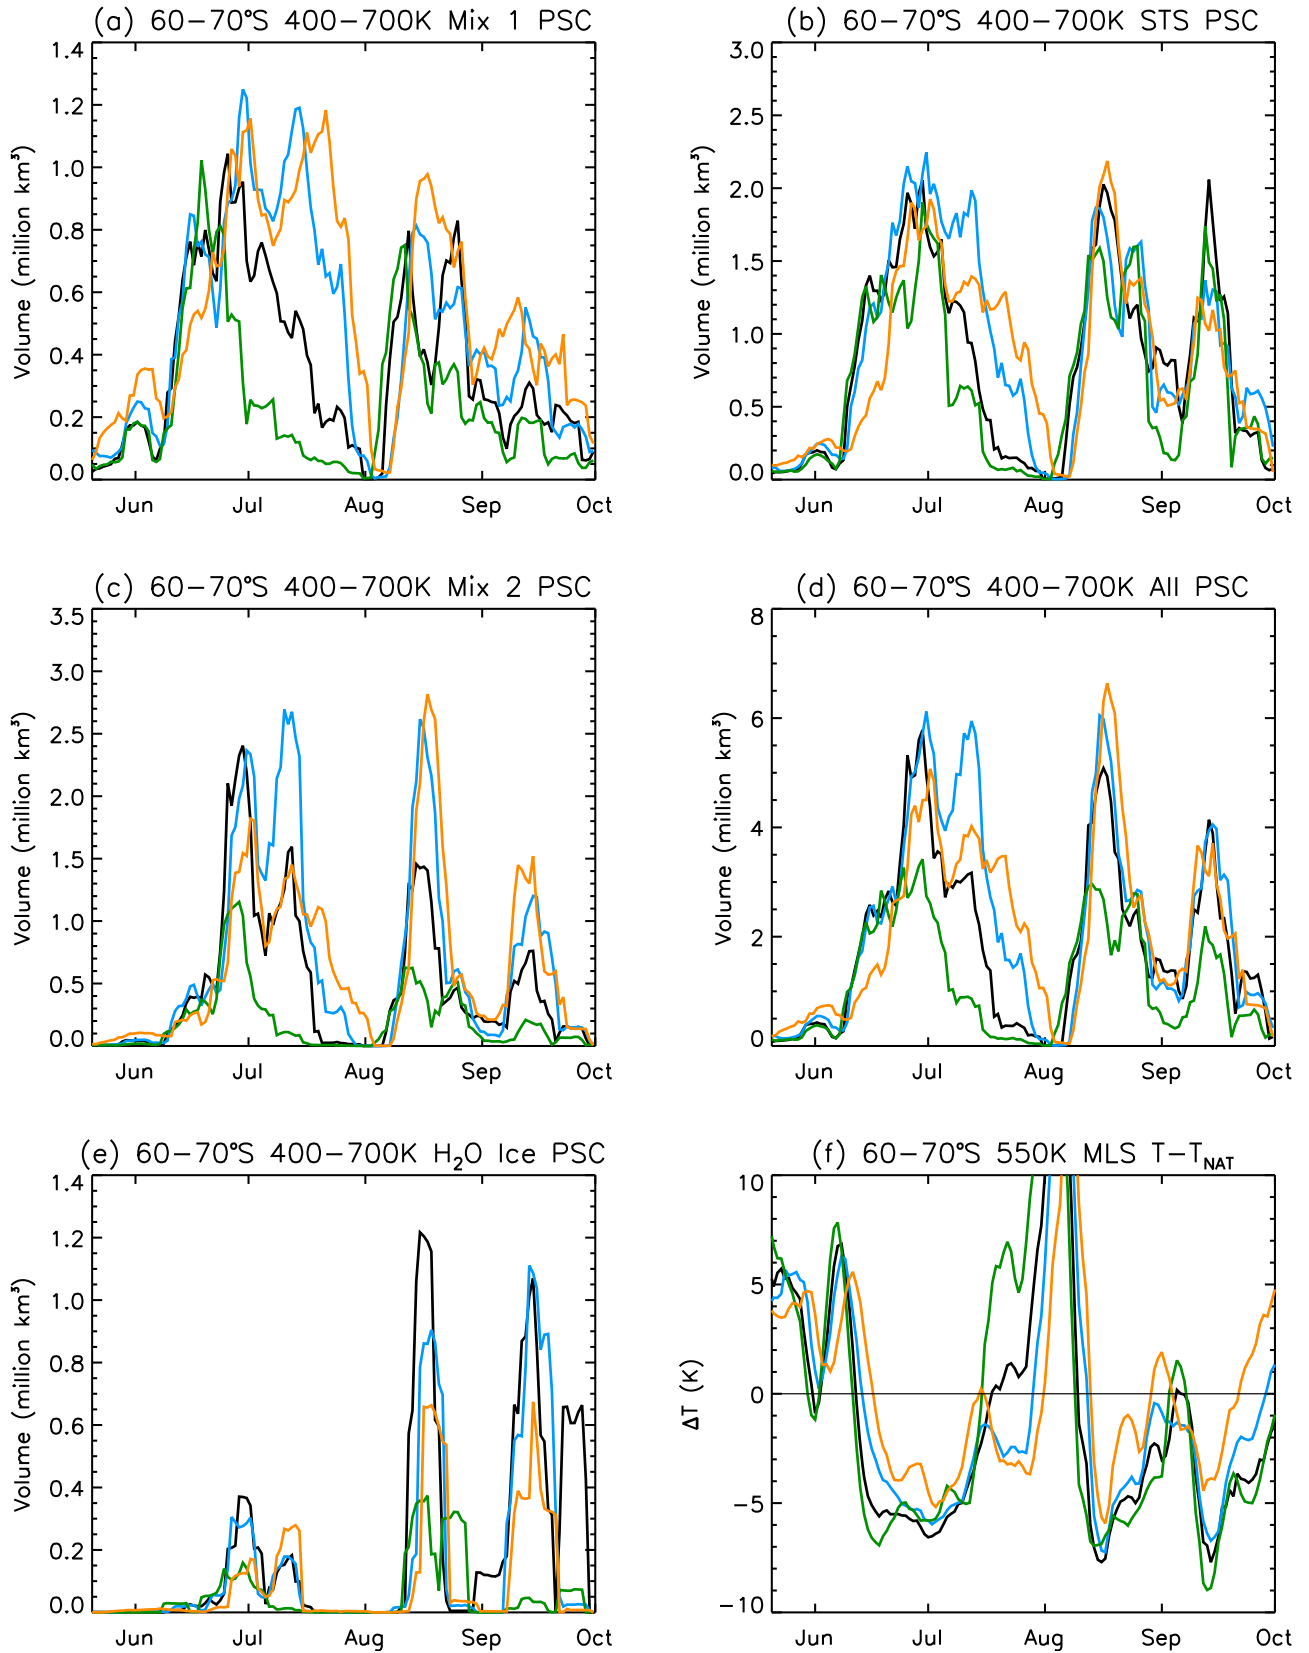 (a) 60−70°S 400−700K Mix 1 PSC
1.4
1.2
1.0
0.8
0.6
0.4
0.2
0.0
Volume (million km³)
Jun Jul Aug Sep Oct
(b) 60−70°S 400−700K STS PSC
3.0
2.5
2.0
1.5
1.0
0.5
0.0
Volume (million km³)
Jun Jul Aug Sep Oct
(c) 60−70°S 400−700K Mix 2 PSC
3.5
3.0
2.5
2.0
1.5
1.0
0.5
0.0
Volume (million km³)
Jun Jul Aug Sep Oct
(d) 60−70°S 400−700K All PSC
8
6
4
2
0
Volume (million km³)
Jun Jul Aug Sep Oct
(e) 60−70°S 400−700K H₂O Ice PSC
1.4
1.2
1.0
0.8
0.6
0.4
0.2
0.0
Volume (million km³)
Jun Jul Aug Sep Oct
(f) 60−70°S 550K MLS T−T_NAT
10
5
0
−5
−10
ΔT (K)
Jun Jul Aug Sep Oct